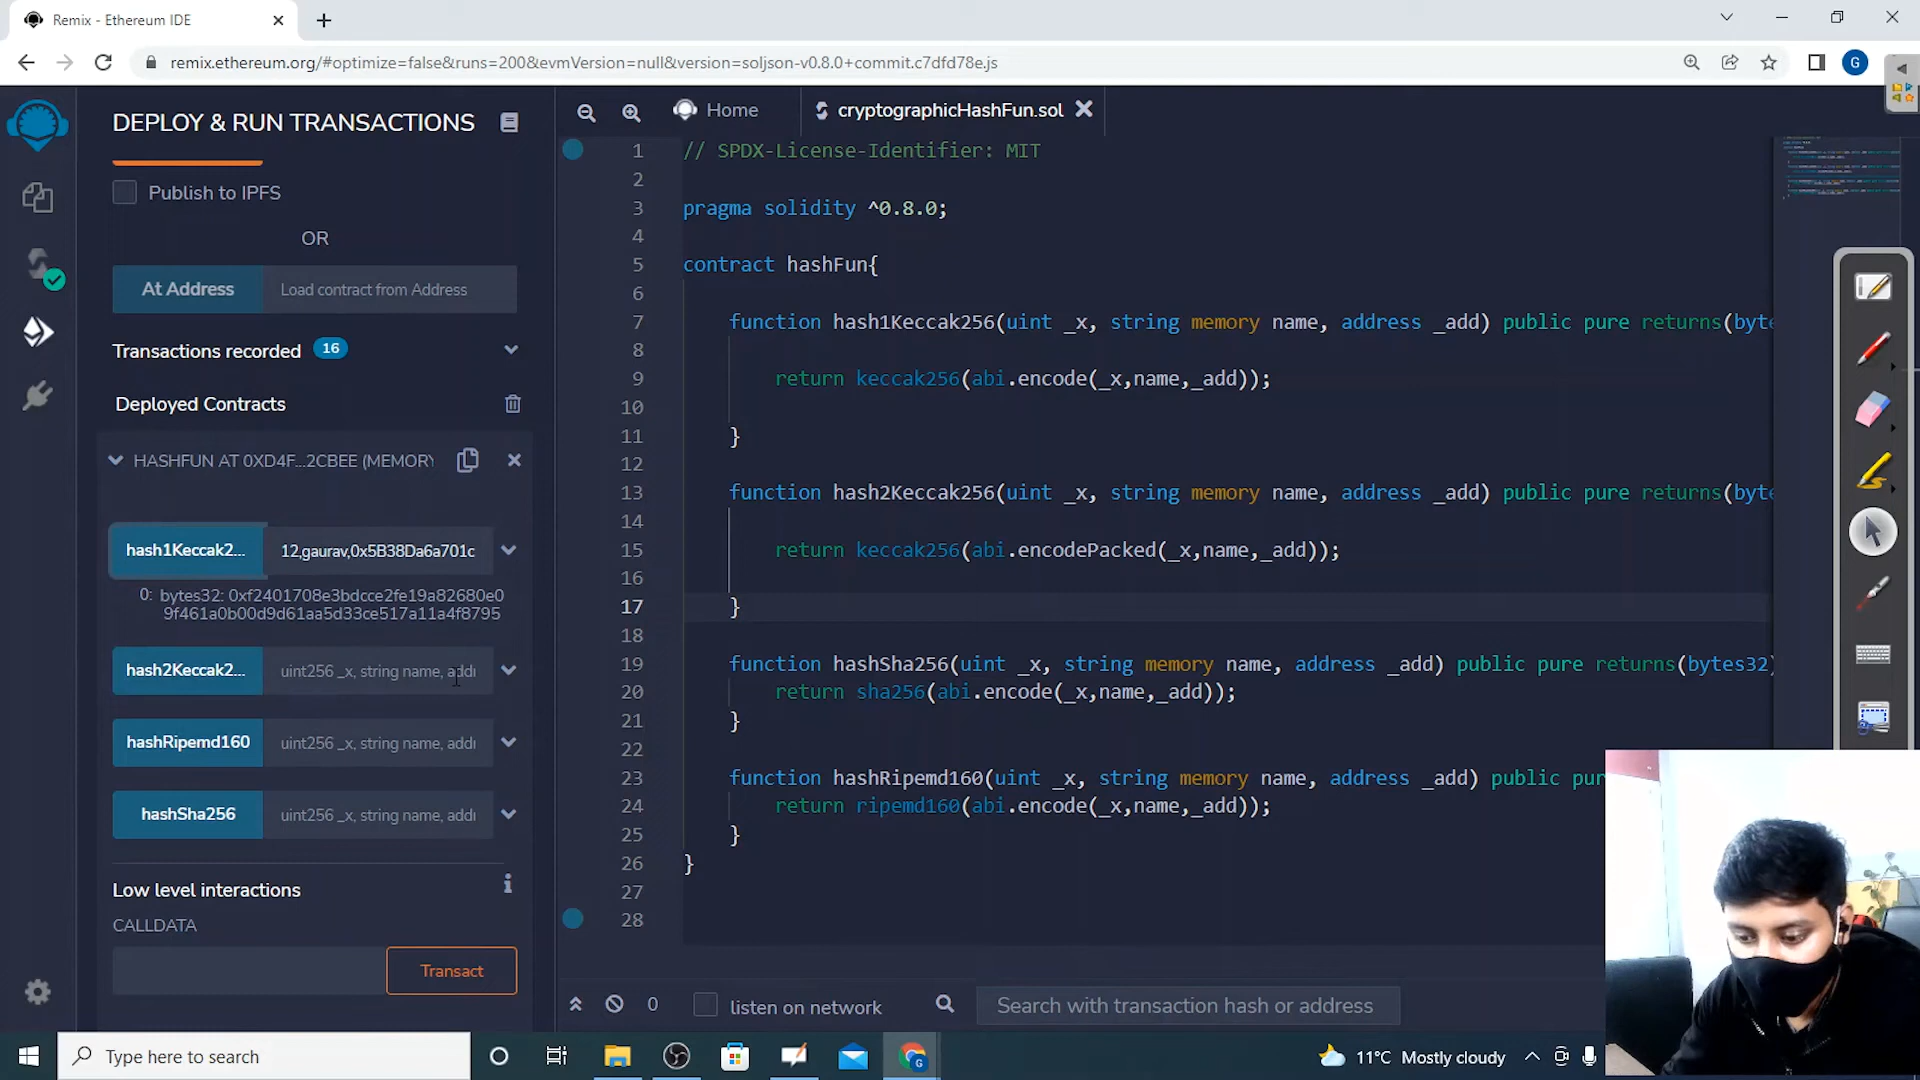 Remix - Ethereum IDE
remix.ethereum.org/#optimize=false&runs=200&evmVersion=null&version=soljson-v0.8.0+commit.c7dfd78e.js
G
DEPLOY & RUN TRANSACTIONS
Publish to IPFS
OR
At Address
Load contract from Address
Transactions recorded 16
Deployed Contracts
HASHFUN AT 0XD4F...2CBEE (MEMORY
hash1Keccak2...
12,gaurav,0x5B38Da6a701c
0: bytes32: 0xf2401708e3bdcce2fe19a82680e0
9f461a0b00d9d61aa5d33ce517a11a4f8795
hash2Keccak2...
uint256 _x, string name, addı
hashRipemd160
uint256 _x, string name, addı
hashSha256
uint256 _x, string name, addı
Low level interactions
CALLDATA
Transact
Home
cryptographicHashFun.sol
1 // SPDX-License-Identifier: MIT
2
3 pragma solidity ^0.8.0;
4
5 contract hashFun{
6
7 function hash1Keccak256(uint _x, string memory name, address _add) public pure returns(byte
8
9 return keccak256(abi.encode(_x,name,_add));
10
11 }
12
13 function hash2Keccak256(uint _x, string memory name, address _add) public pure returns(byte
14
15 return keccak256(abi.encodePacked(_x,name,_add));
16
17 }
18
19 function hashSha256(uint _x, string memory name, address _add) public pure returns(bytes32)
20 return sha256(abi.encode(_x,name,_add));
21 }
22
23 function hashRipemd160(uint _x, string memory name, address _add) public pur
24 return ripemd160(abi.encode(_x,name,_add));
25 }
26 }
27
28
0
listen on network
Search with transaction hash or address
Type here to search
11°C Mostly cloudy